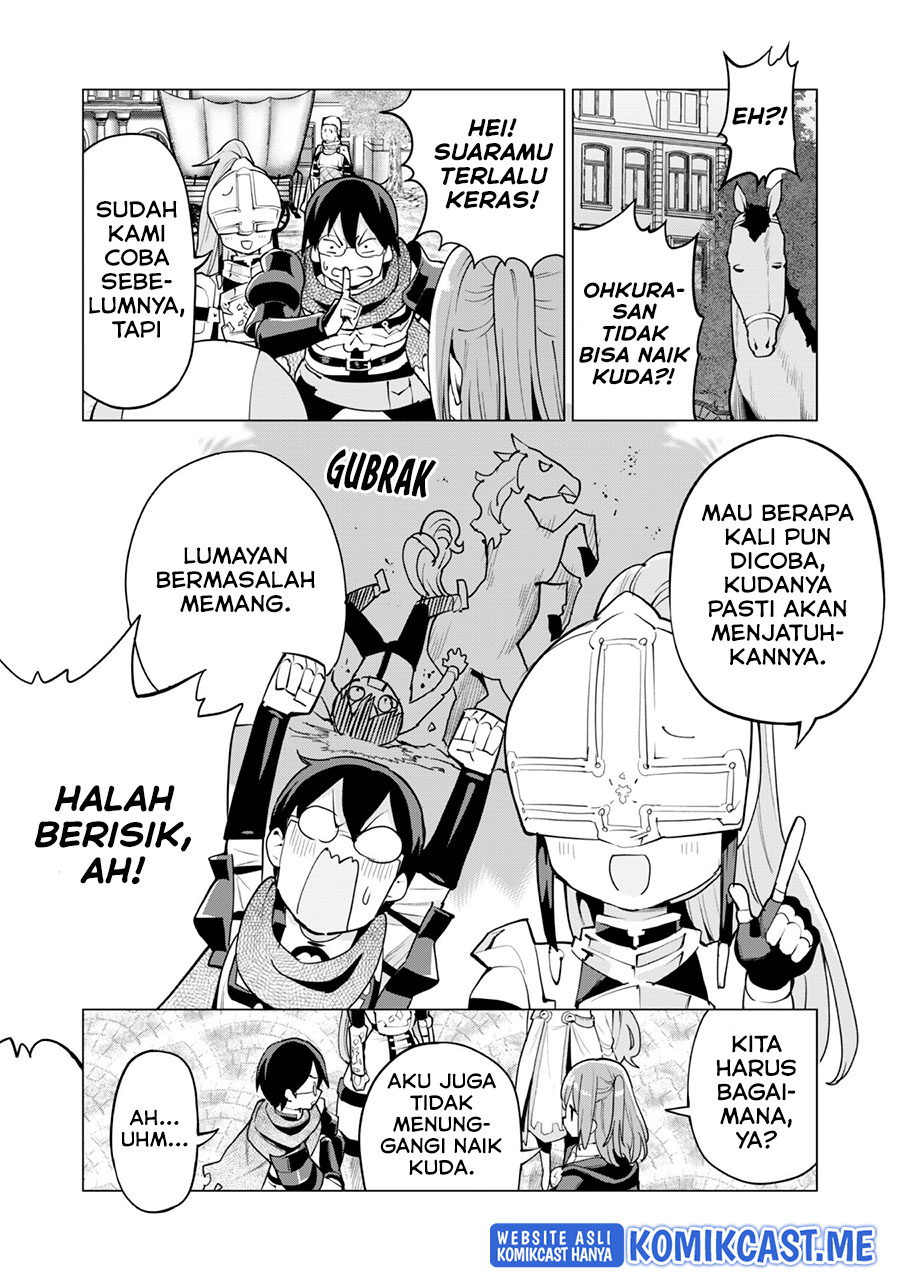 EH?!
OHKURA-
SAN
TIDAK
BISA NAIK
KUDA?!
HEI!
SUARAMU
TERLALU
KERAS!
SUDAH
KAMI
COBA
SEBE-
LUMNYA,
TAPI
MAU BERAPA
KALI PUN
DICOBA,
KUDANYA
PASTI AKAN
MENJATUH-
KANNYA.
GUBRAK
LUMAYAN
BERMASALAH
MEMANG.
HALAH
BERISIK,
AH!
KITA
HARUS
BAGAI-
MANA,
YA?
AKU JUGA
TIDAK
MENUNG-
GANGI NAIK
KUDA.
AH...
UHM...
WEBSITE ASLI
KOMIKCAST HANYA
KOMIKCAST.ME